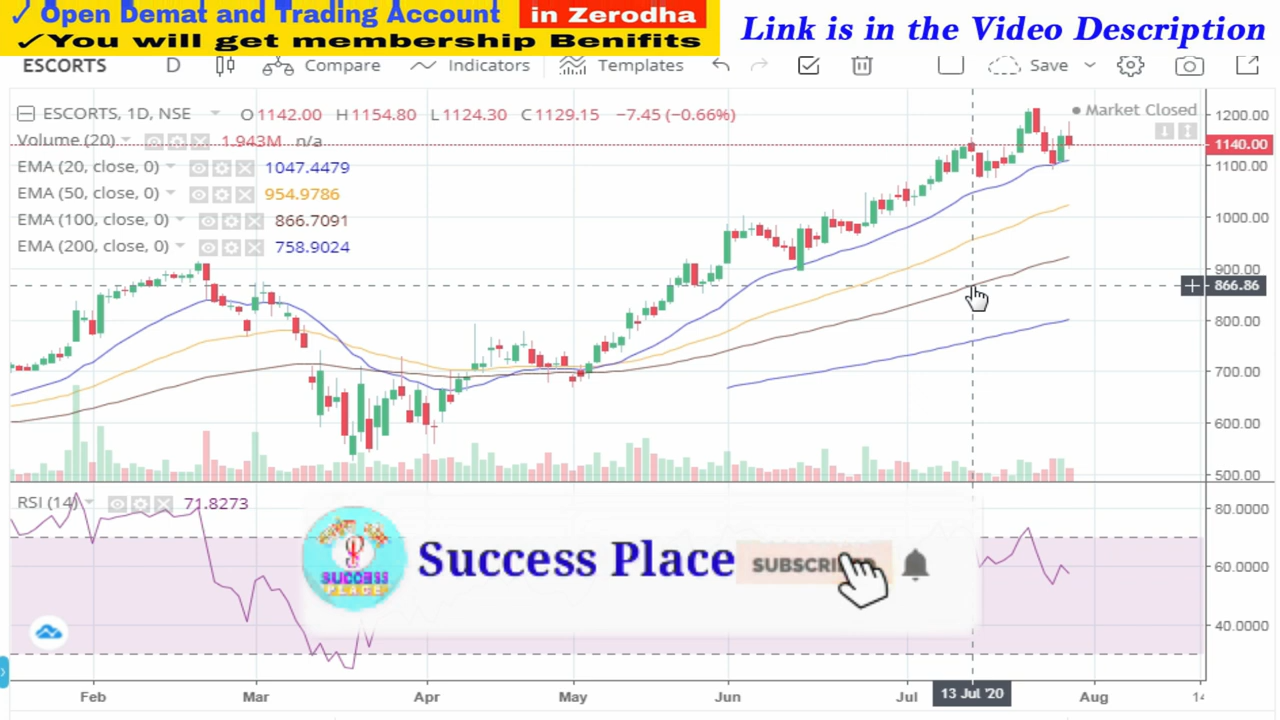 ✓ Open Demat and Trading Account in Zerodha
✓You will get membership Benifits
Link is in the Video Description
ESCORTS D Compare Indicators Templates Save
ESCORTS, 1D, NSE O1142.00 H1154.80 L1124.30 C1129.15 −7.45 (−0.66%)
Market Closed
Volume (20) 1.943M n/a
EMA (20, close, 0) 1047.4479
EMA (50, close, 0) 954.9786
EMA (100, close, 0) 866.7091
EMA (200, close, 0) 758.9024
1200.00
1140.00
1100.00
1000.00
900.00
866.86
800.00
700.00
600.00
500.00
RSI (14) 71.8273
80.0000
60.0000
40.0000
SUCCESS
PLACE
Success Place
Feb Mar Apr May Jun Jul 13 Jul '20 Aug